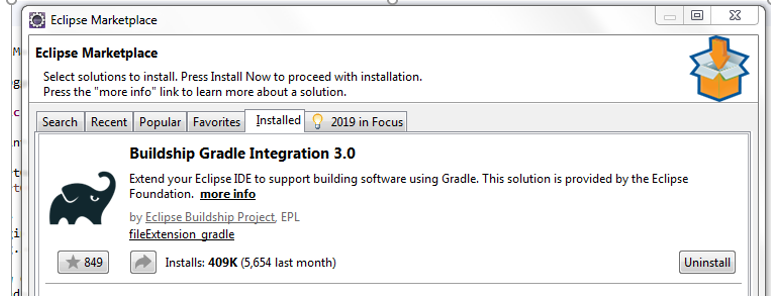 Eclipse Marketplace
Eclipse Marketplace
Select solutions to install. Press Install Now to proceed with installation.
Press the "more info" link to learn more about a solution.
Search Recent Popular Favorites Installed 2019 in Focus
Buildship Gradle Integration 3.0
Extend your Eclipse IDE to support building software using Gradle. This solution is provided by the Eclipse
Foundation. more info
by Eclipse Buildship Project, EPL
fileExtension_gradle
849 Installs: 409K (5,654 last month) Uninstall